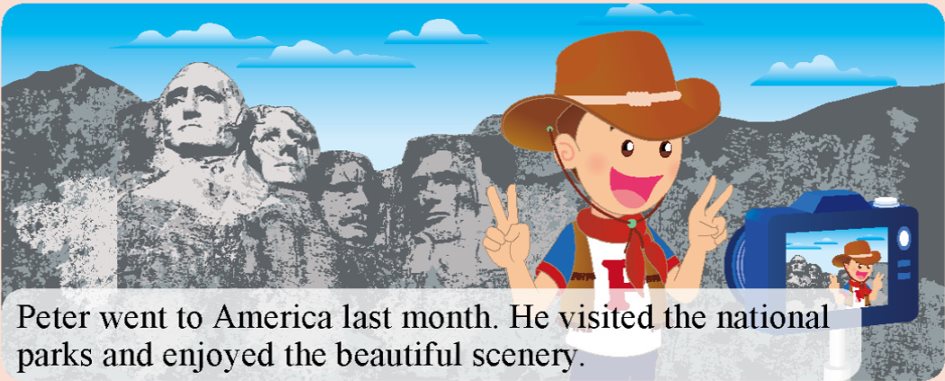 Peter went to America last month. He visited the national
parks and enjoyed the beautiful scenery.